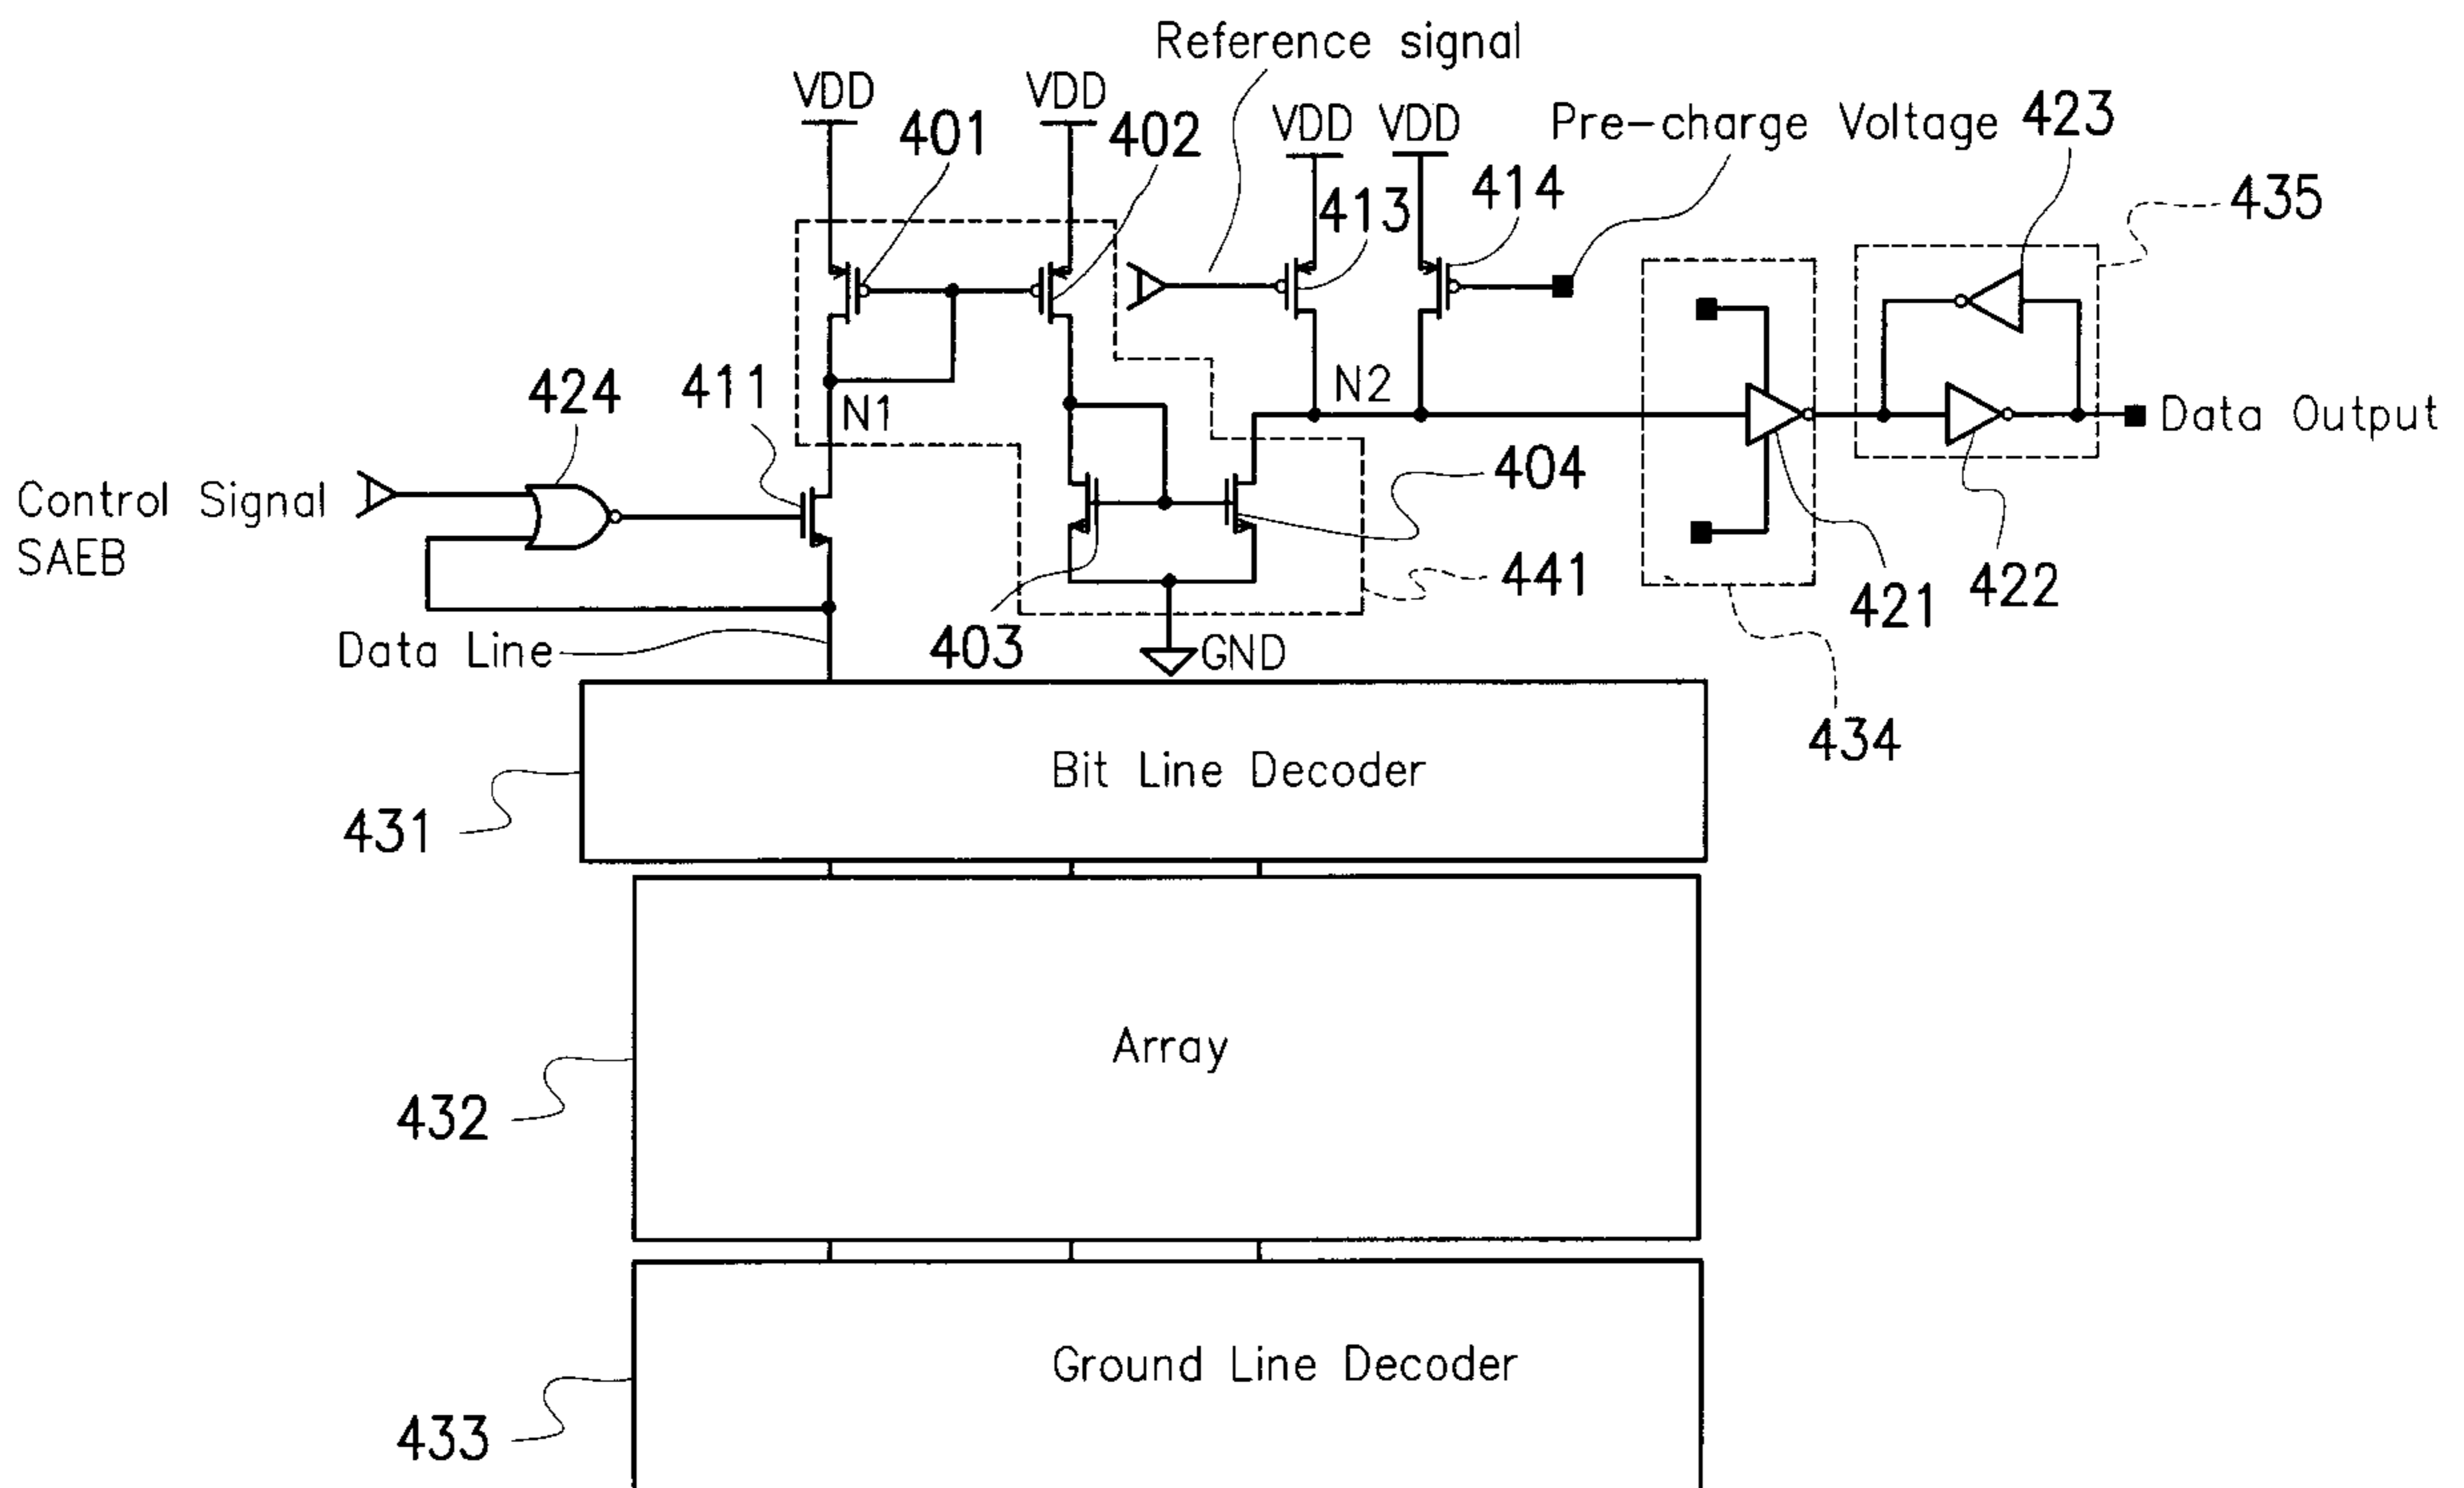 Reference signal
VDD
VDD
VDD
VDD
Pre-charge Voltage
423
401
402
413
414
435
424
411
N1
N2
Data Output
Control Signal
SAEB
404
441
421
422
Data Line
403
GND
434
Bit Line Decoder
431
Array
432
Ground Line Decoder
433